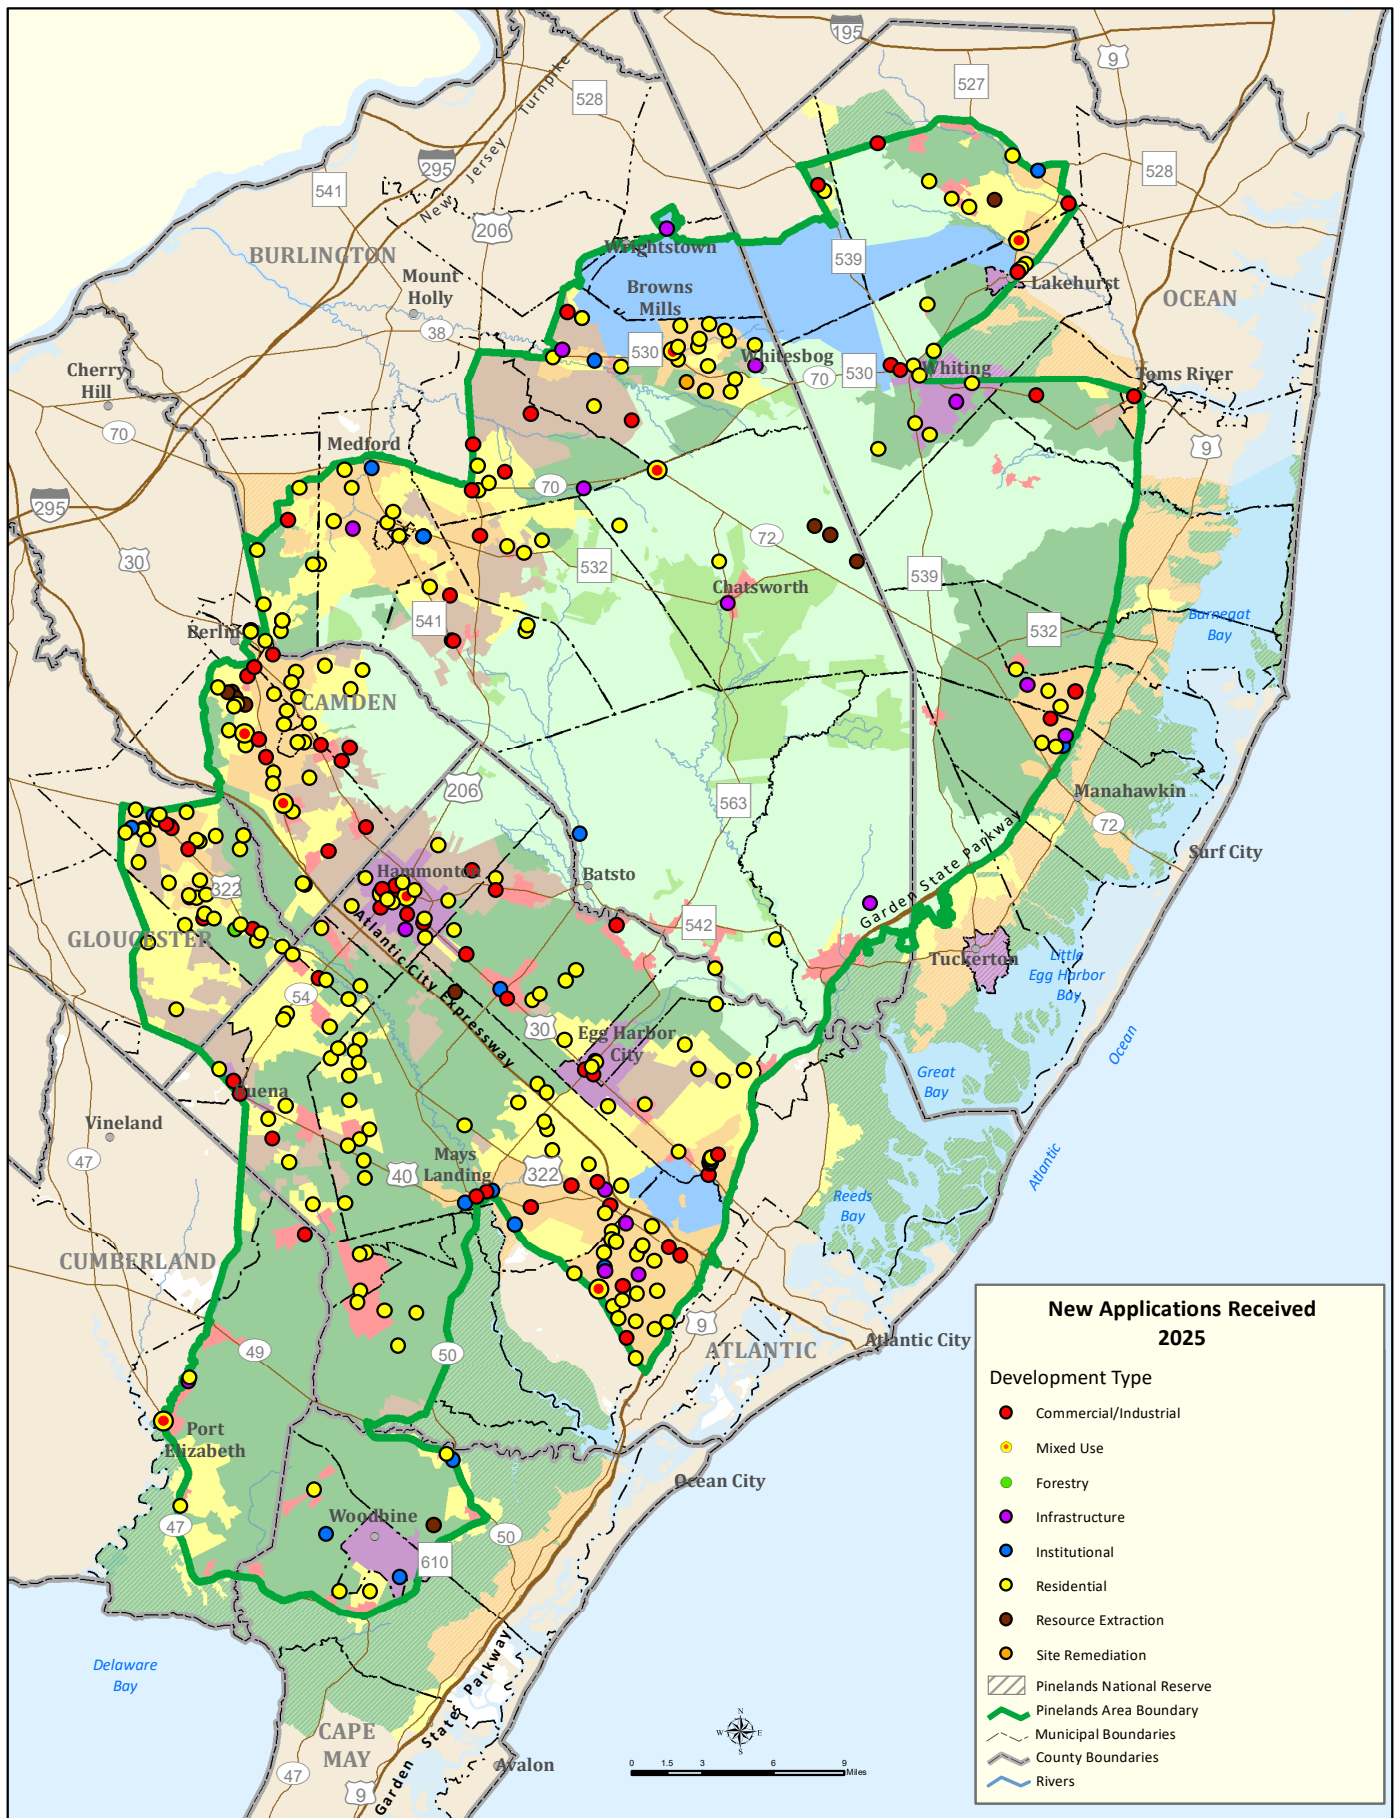 195
9
527
528
Turnpike
New Jersey
295
541
528
206
BURLINGTON
Wrightstown
539
Mount
Holly
Browns
Mills
Lakehurst
OCEAN
38
530
Whitesbog
70
530
Whiting
Toms River
Cherry
Hill
70
Medford
9
70
295
72
30
532
Chatsworth
539
541
Barnegat
Bay
532
Berlin
CAMDEN
206
563
Manahawkin
72
Garden State Parkway
Surf City
Hammonton
Batsto
322
542
GLOUCESTER
Atlantic City Expressway
Tuckerton
Little
Egg Harbor
Bay
54
30
Egg Harbor
City
Ocean
Great
Bay
Buena
Vineland
47
Mays
Landing
40
322
Atlantic
Reeds
Bay
CUMBERLAND
9
ATLANTIC
Atlantic City
49
50
Port
Elizabeth
Ocean City
47
Woodbine
50
610
Delaware
Bay
Garden State Parkway
CAPE
MAY
47
9
Avalon
N
W E
S
0 1.5 3 6 9
Miles
New Applications Received
2025
Development Type
Commercial/Industrial
Mixed Use
Forestry
Infrastructure
Institutional
Residential
Resource Extraction
Site Remediation
Pinelands National Reserve
Pinelands Area Boundary
Municipal Boundaries
County Boundaries
Rivers